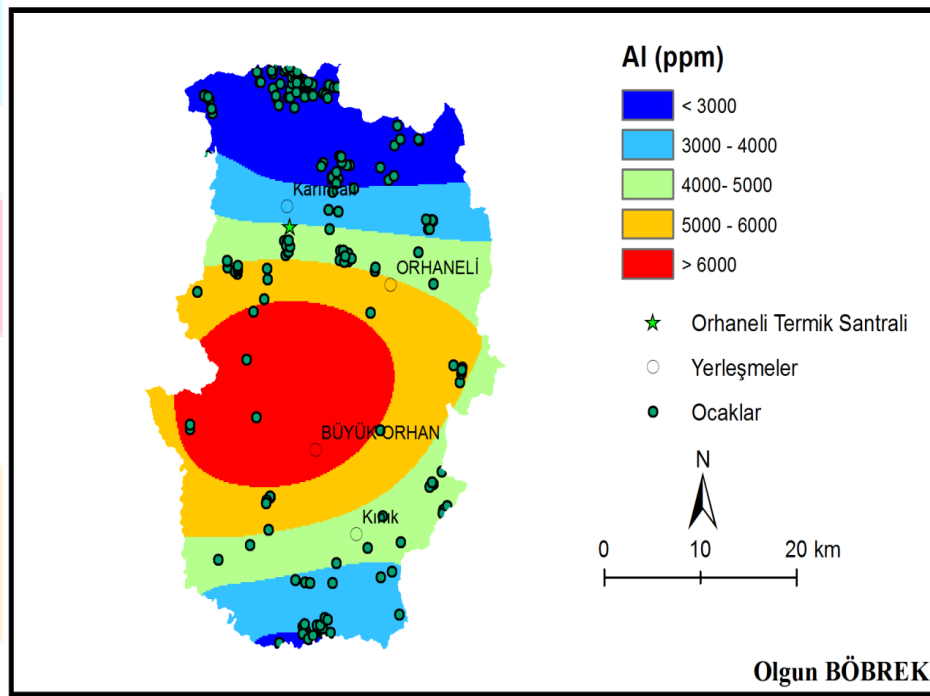 Al (ppm)
< 3000
3000 - 4000
4000- 5000
5000 - 6000
> 6000
Orhaneli Termik Santrali
Yerleşmeler
Ocaklar
Karıncalı
ORHANELİ
BÜYÜK ORHAN
Kınık
N
0 10 20 km
Olgun BÖBREK